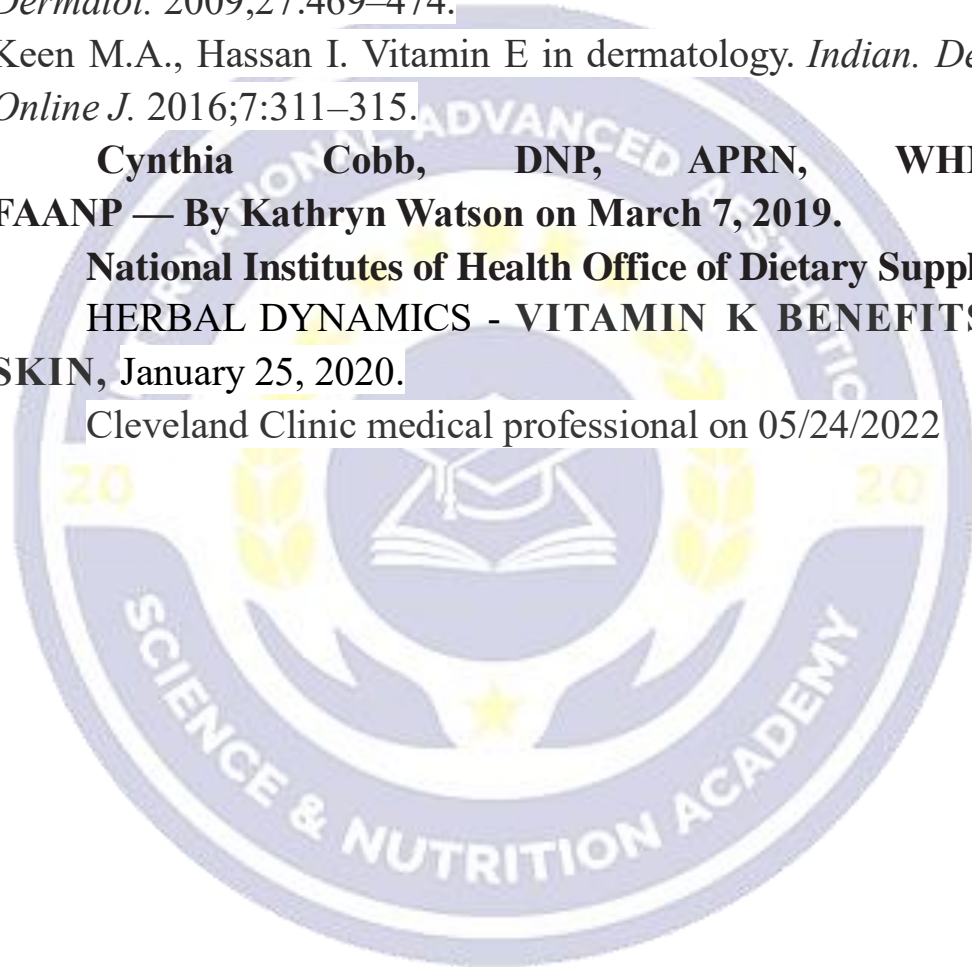 Dermatol. 2009;27:469–474.
Keen M.A., Hassan I. Vitamin E in dermatology. Indian. De
Online J. 2016;7:311–315.
Cynthia Cobb, DNP, APRN, WH
FAANP — By Kathryn Watson on March 7, 2019.
National Institutes of Health Office of Dietary Suppl
HERBAL DYNAMICS - VITAMIN K BENEFITS
SKIN, January 25, 2020.
Cleveland Clinic medical professional on 05/24/2022
ADVANCED
20 20
SCIENCE & NUTRITION ACADEMY